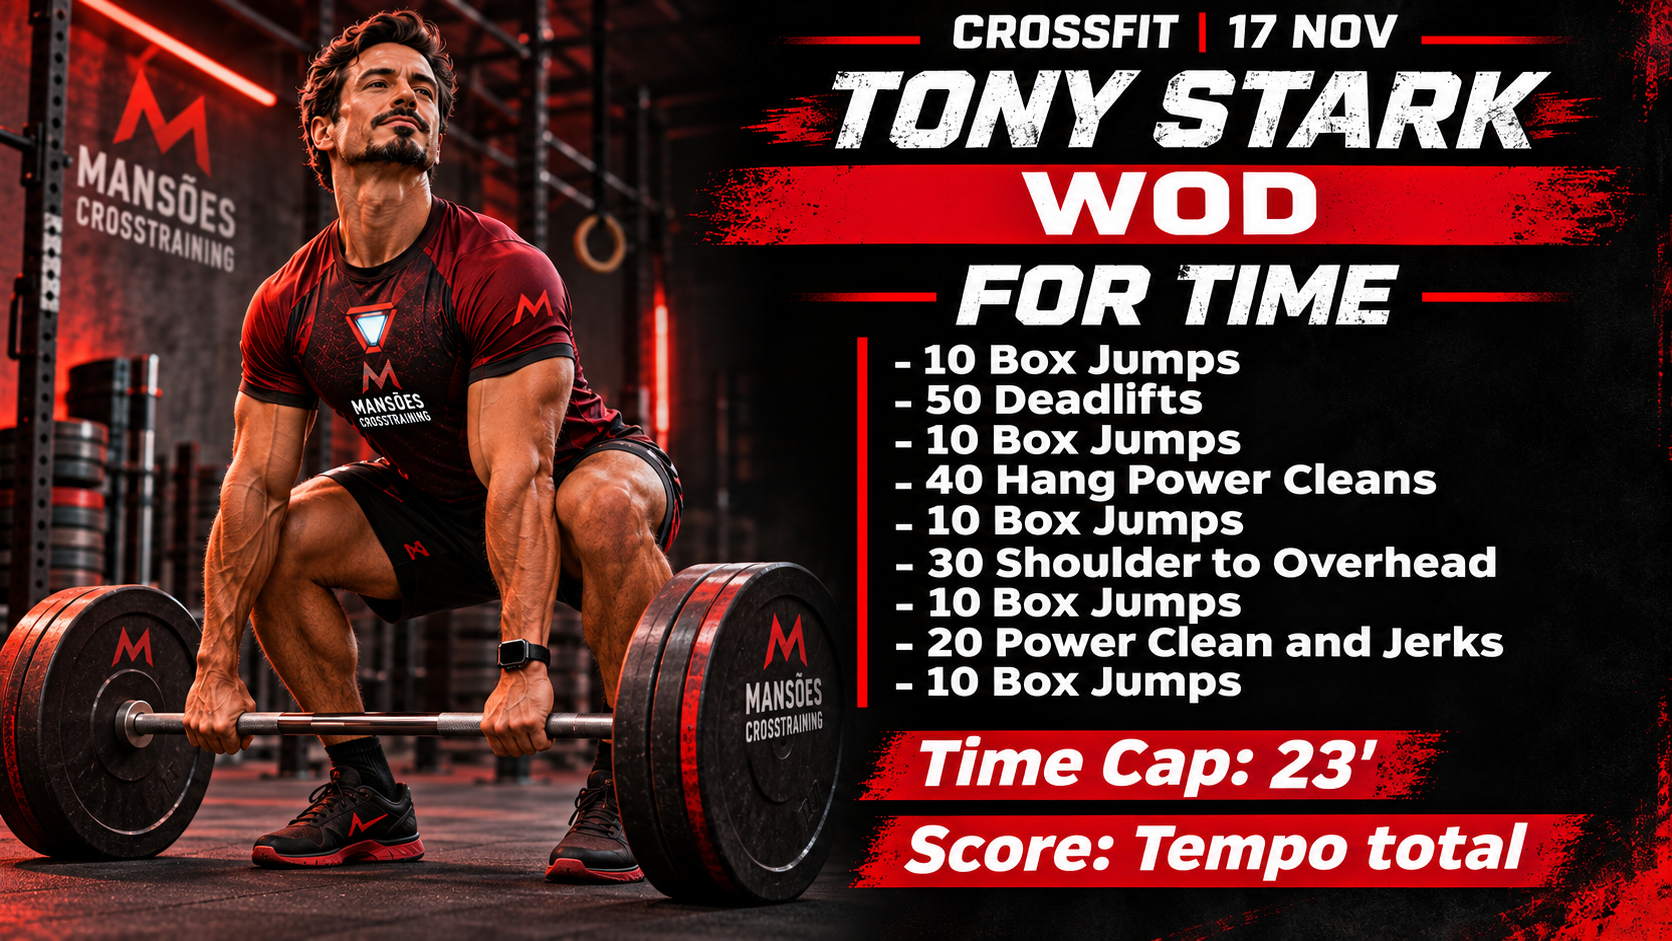 CROSSFIT | 17 NOV
TONY STARK
WOD
FOR TIME
- 10 Box Jumps
- 50 Deadlifts
- 10 Box Jumps
- 40 Hang Power Cleans
- 10 Box Jumps
- 30 Shoulder to Overhead
- 10 Box Jumps
- 20 Power Clean and Jerks
- 10 Box Jumps
Time Cap: 23'
Score: Tempo total
MANSÕES
CROSSTRAINING
MANSÕES
CROSSTRAINING
MANSÕES
CROSSTRAINING